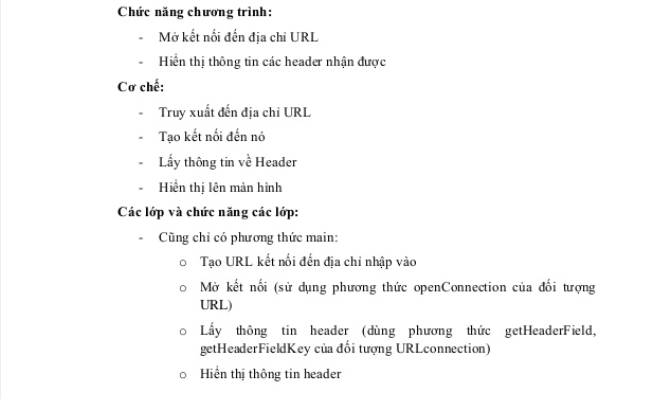 Chức năng chương trình:
- Mở kết nối đến địa chỉ URL
- Hiển thị thông tin các header nhận được
Cơ chế:
- Truy xuất đến địa chỉ URL
- Tạo kết nối đến nó
- Lấy thông tin về Header
- Hiển thị lên màn hình
Các lớp và chức năng các lớp:
- Cũng chỉ có phương thức main:
o Tạo URL kết nối đến địa chỉ nhập vào
o Mở kết nối (sử dụng phương thức openConnection của đối tượng
URL)
o Lấy thông tin header (dùng phương thức getHeaderField,
getHeaderFieldKey của đối tượng URLconnection)
o Hiển thị thông tin header